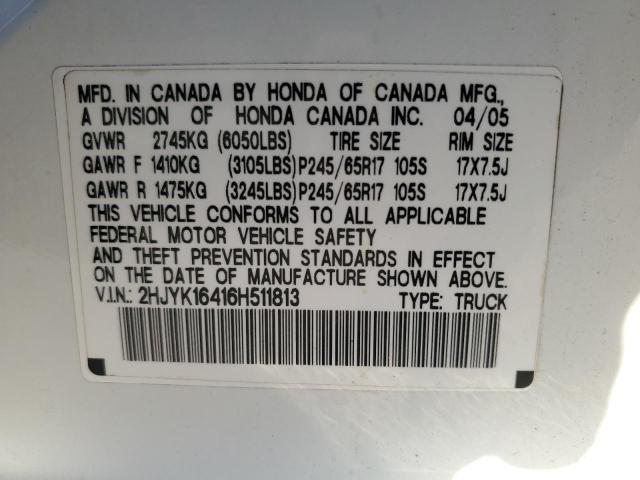 MFD. IN CANADA BY HONDA OF CANADA MFG.,
A DIVISION OF HONDA CANADA INC. 04/05
GVWR 2745KG (6050LBS) TIRE SIZE RIM SIZE
GAWR F 1410KG (3105LBS)P245/65R17 105S 17X7.5J
GAWR R 1475KG (3245LBS)P245/65R17 105S 17X7.5J
THIS VEHICLE CONFORMS TO ALL APPLICABLE
FEDERAL MOTOR VEHICLE SAFETY
AND THEFT PREVENTION STANDARDS IN EFFECT
ON THE DATE OF MANUFACTURE SHOWN ABOVE.
V.I.N.: 2HJYK16416H511813 TYPE: TRUCK